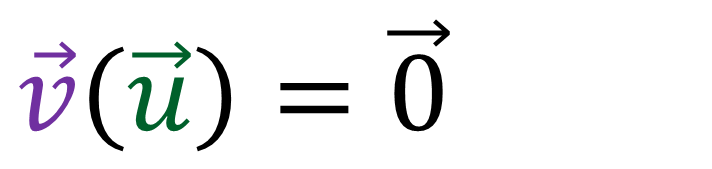 v⃗(u⃗) = 0⃗